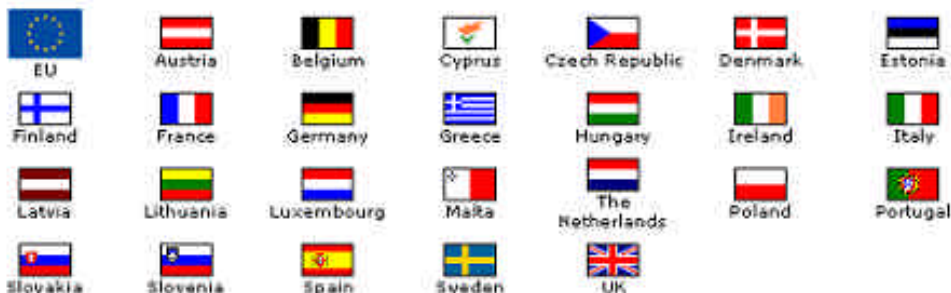 EU Austria Belgium Cyprus Czech Republic Denmark Estonia
Finland France Germany Greece Hungary Ireland Italy
Latvia Lithuania Luxembourg Malta The Netherlands Poland Portugal
Slovakia Slovenia Spain Sweden UK